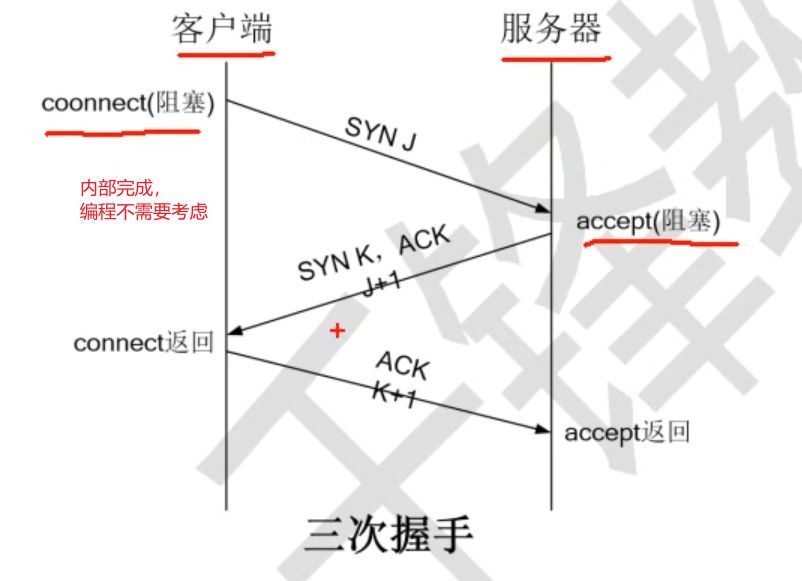 客户端
服务器
coonnect(阻塞)
SYN J
内部完成，
编程不需要考虑
accept(阻塞)
SYN K，ACK
J+1
connect返回
ACK
K+1
accept返回
三次握手